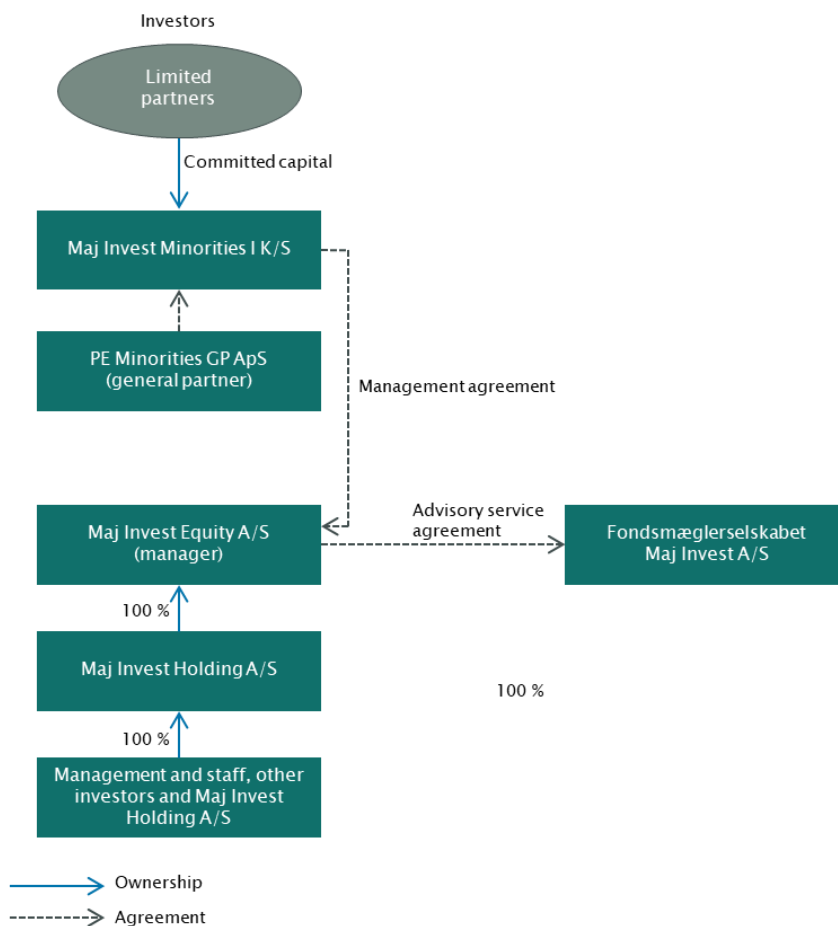 Investors
Limited
partners
Committed capital
Maj Invest Minorities I K/S
PE Minorities GP ApS
(general partner)
Management agreement
Maj Invest Equity A/S
(manager)
Advisory service
agreement
Fondsmæglerselskabet
Maj Invest A/S
100 %
Maj Invest Holding A/S
100 %
100 %
Management and staff, other
investors and Maj Invest
Holding A/S
Ownership
Agreement